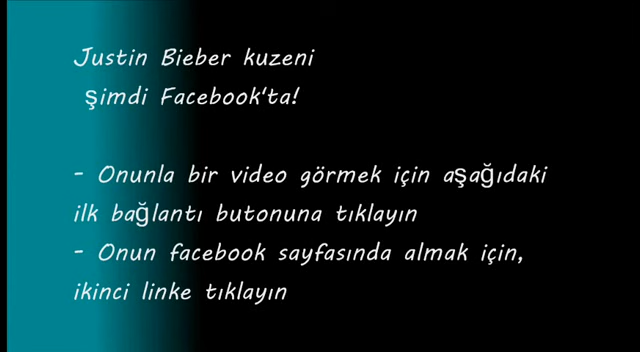 Justin Bieber kuzeni
şimdi Facebook'ta!
- Onunla bir video görmek için aşağıdaki
ilk bağlantı butonuna tıklayın
- Onun facebook sayfasında almak için,
ikinci linke tıklayın